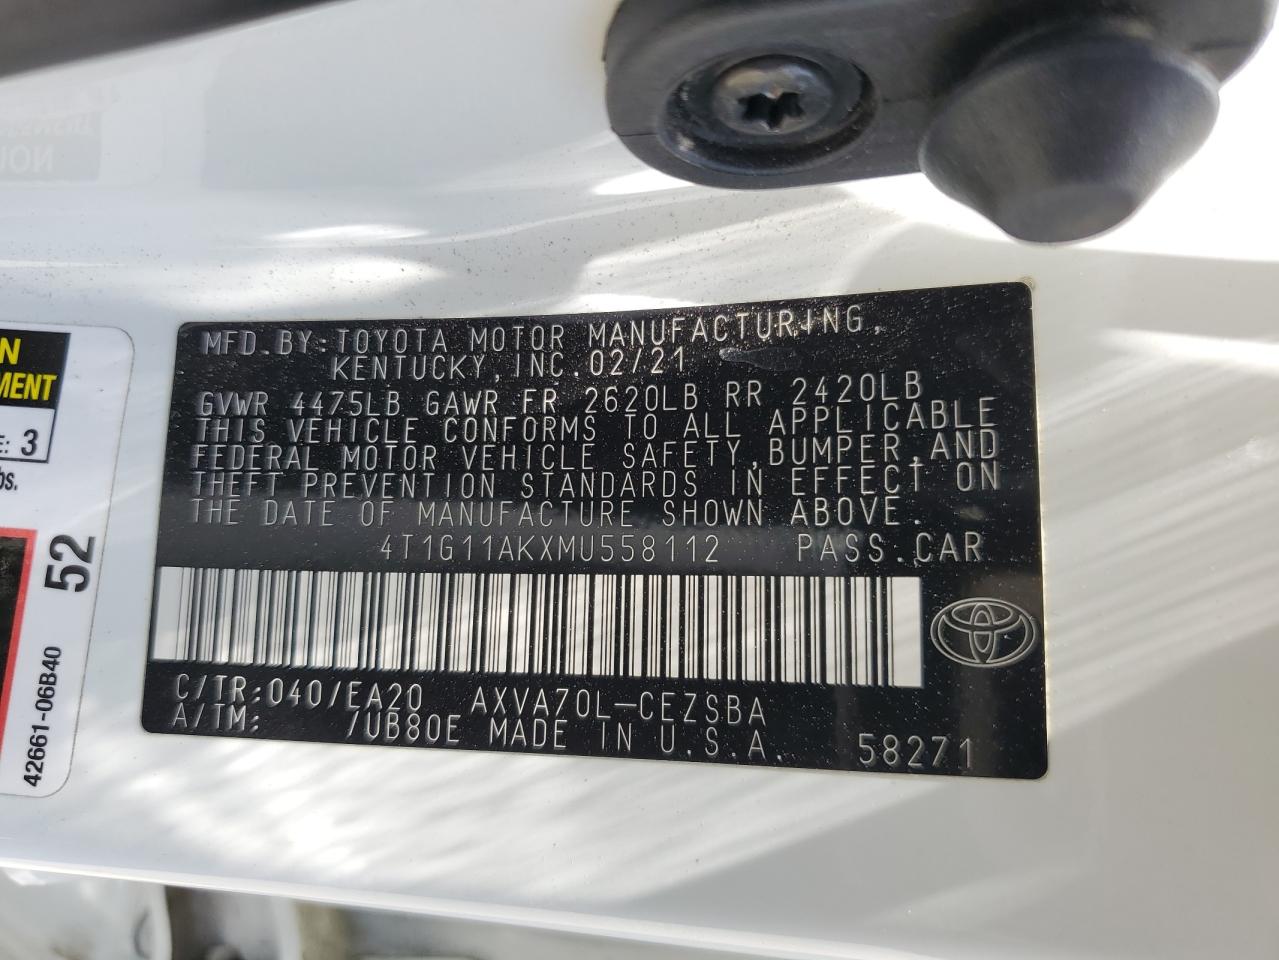 MFD.BY:TOYOTA MOTOR MANUFACTURING,
KENTUCKY,INC.02/21
GVWR 4475LB GAWR FR 2620LB RR 2420LB
THIS VEHICLE CONFORMS TO ALL APPLICABLE
FEDERAL MOTOR VEHICLE SAFETY,BUMPER,AND
THEFT PREVENTION STANDARDS IN EFFECT ON
THE DATE OF MANUFACTURE SHOWN ABOVE.
4T1G11AKXMU558112 PASS.CAR
C/TR:040/EA20 AXVA70L-CEZSBA
A/TM: /UB80E MADE IN U.S.A. 58271
N
MENT
E: 3
bs.
52
42661-06B40
NOU